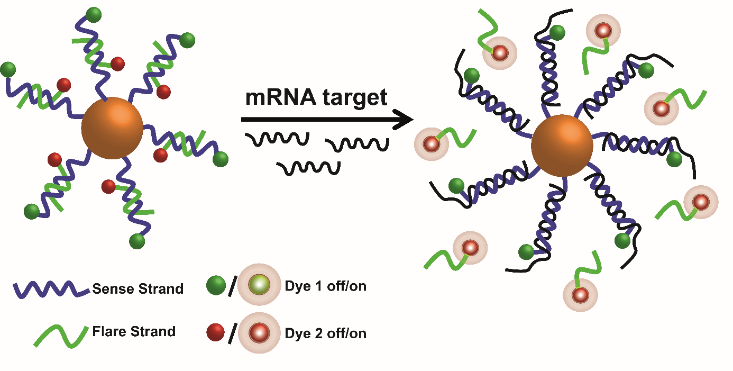 mRNA target
Sense Strand
/ Dye 1 off/on
Flare Strand
/ Dye 2 off/on